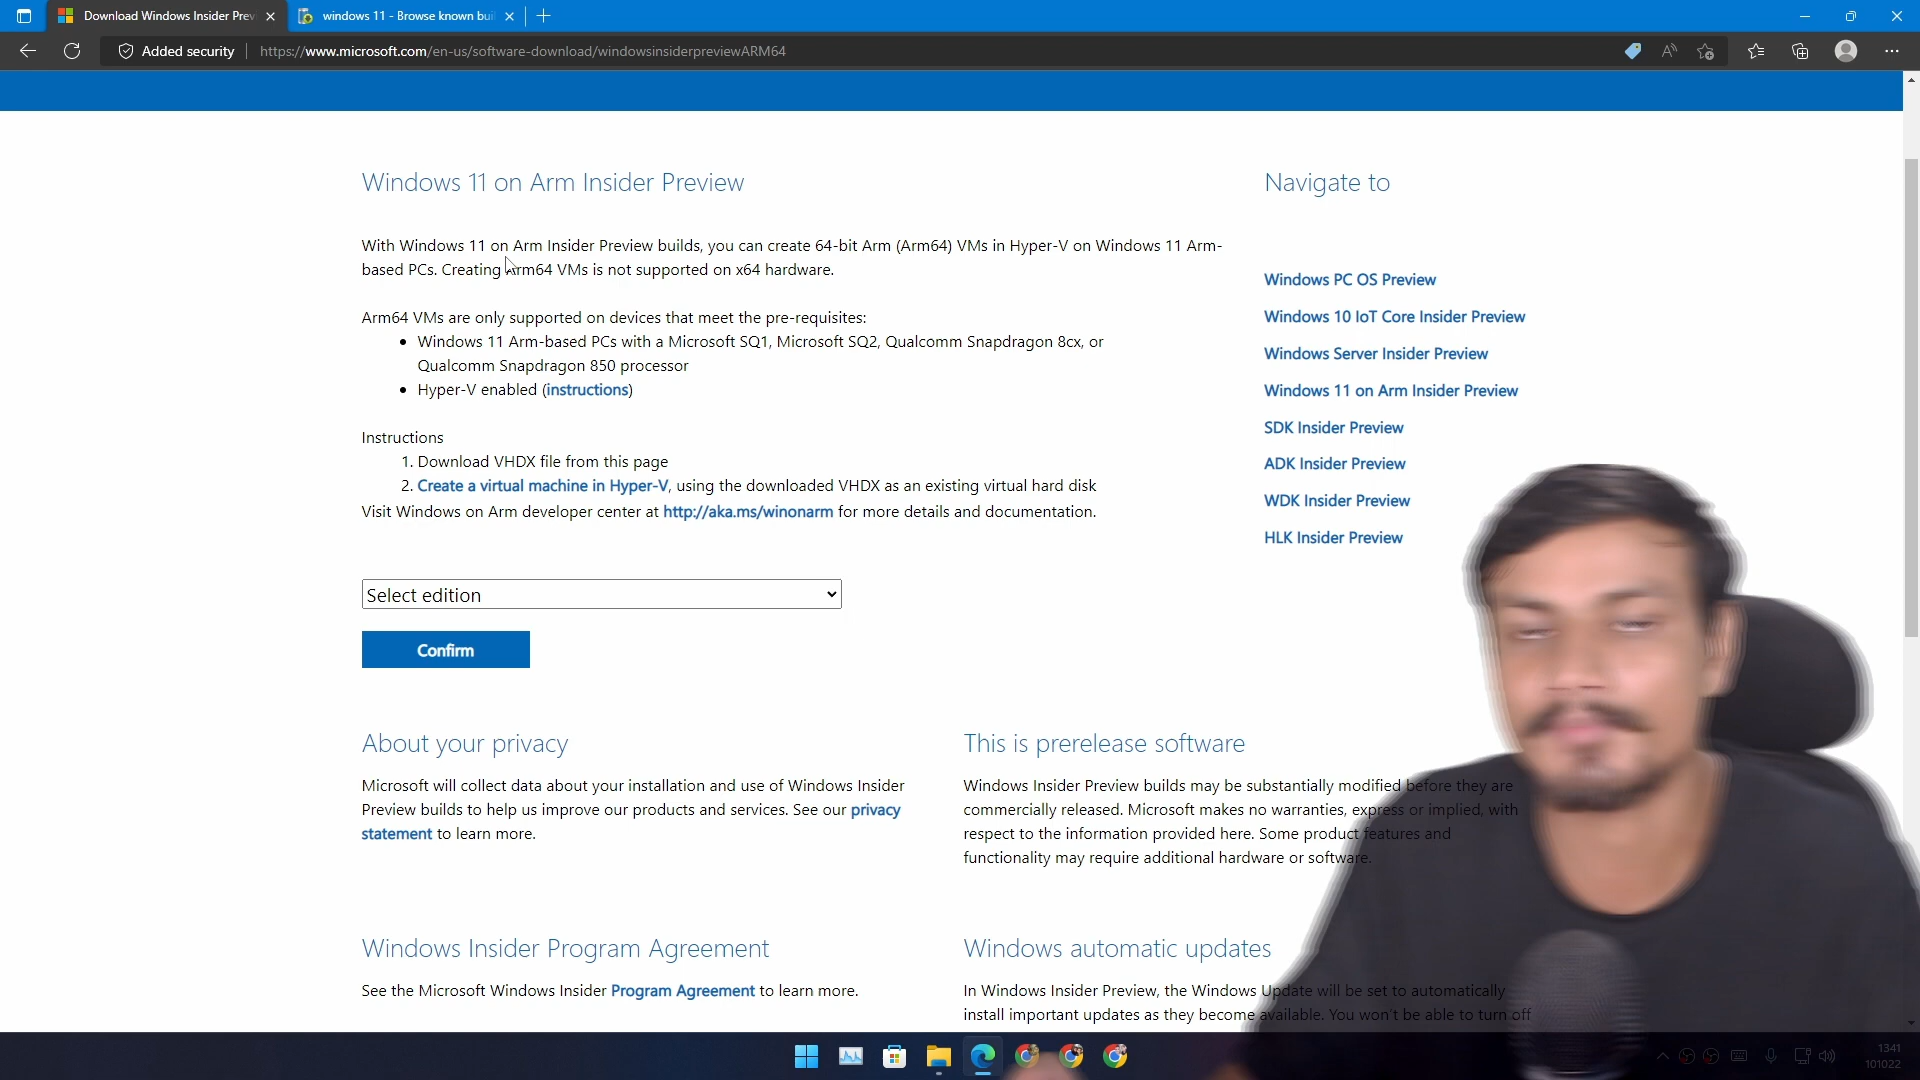 Download Windows Insider Prev
windows 11 - Browse known bui
Added security
https://www.microsoft.com/en-us/software-download/windowsinsiderpreviewARM64
Windows 11 on Arm Insider Preview
With Windows 11 on Arm Insider Preview builds, you can create 64-bit Arm (Arm64) VMs in Hyper-V on Windows 11 Arm-
based PCs. Creating Arm64 VMs is not supported on x64 hardware.
Arm64 VMs are only supported on devices that meet the pre-requisites:
• Windows 11 Arm-based PCs with a Microsoft SQ1, Microsoft SQ2, Qualcomm Snapdragon 8cx, or
Qualcomm Snapdragon 850 processor
• Hyper-V enabled (instructions)
Instructions
1. Download VHDX file from this page
2. Create a virtual machine in Hyper-V, using the downloaded VHDX as an existing virtual hard disk
Visit Windows on Arm developer center at http://aka.ms/winonarm for more details and documentation.
Select edition
Confirm
Navigate to
Windows PC OS Preview
Windows 10 IoT Core Insider Preview
Windows Server Insider Preview
Windows 11 on Arm Insider Preview
SDK Insider Preview
ADK Insider Preview
WDK Insider Preview
HLK Insider Preview
About your privacy
Microsoft will collect data about your installation and use of Windows Insider
Preview builds to help us improve our products and services. See our privacy
statement to learn more.
This is prerelease software
Windows Insider Preview builds may be substantially modified before they are
commercially released. Microsoft makes no warranties, express or implied, with
respect to the information provided here. Some product features and
functionality may require additional hardware or software.
Windows Insider Program Agreement
See the Microsoft Windows Insider Program Agreement to learn more.
Windows automatic updates
In Windows Insider Preview, the Windows Update will be set to automatically
install important updates as they become available. You won't be able to turn off
1341
101022